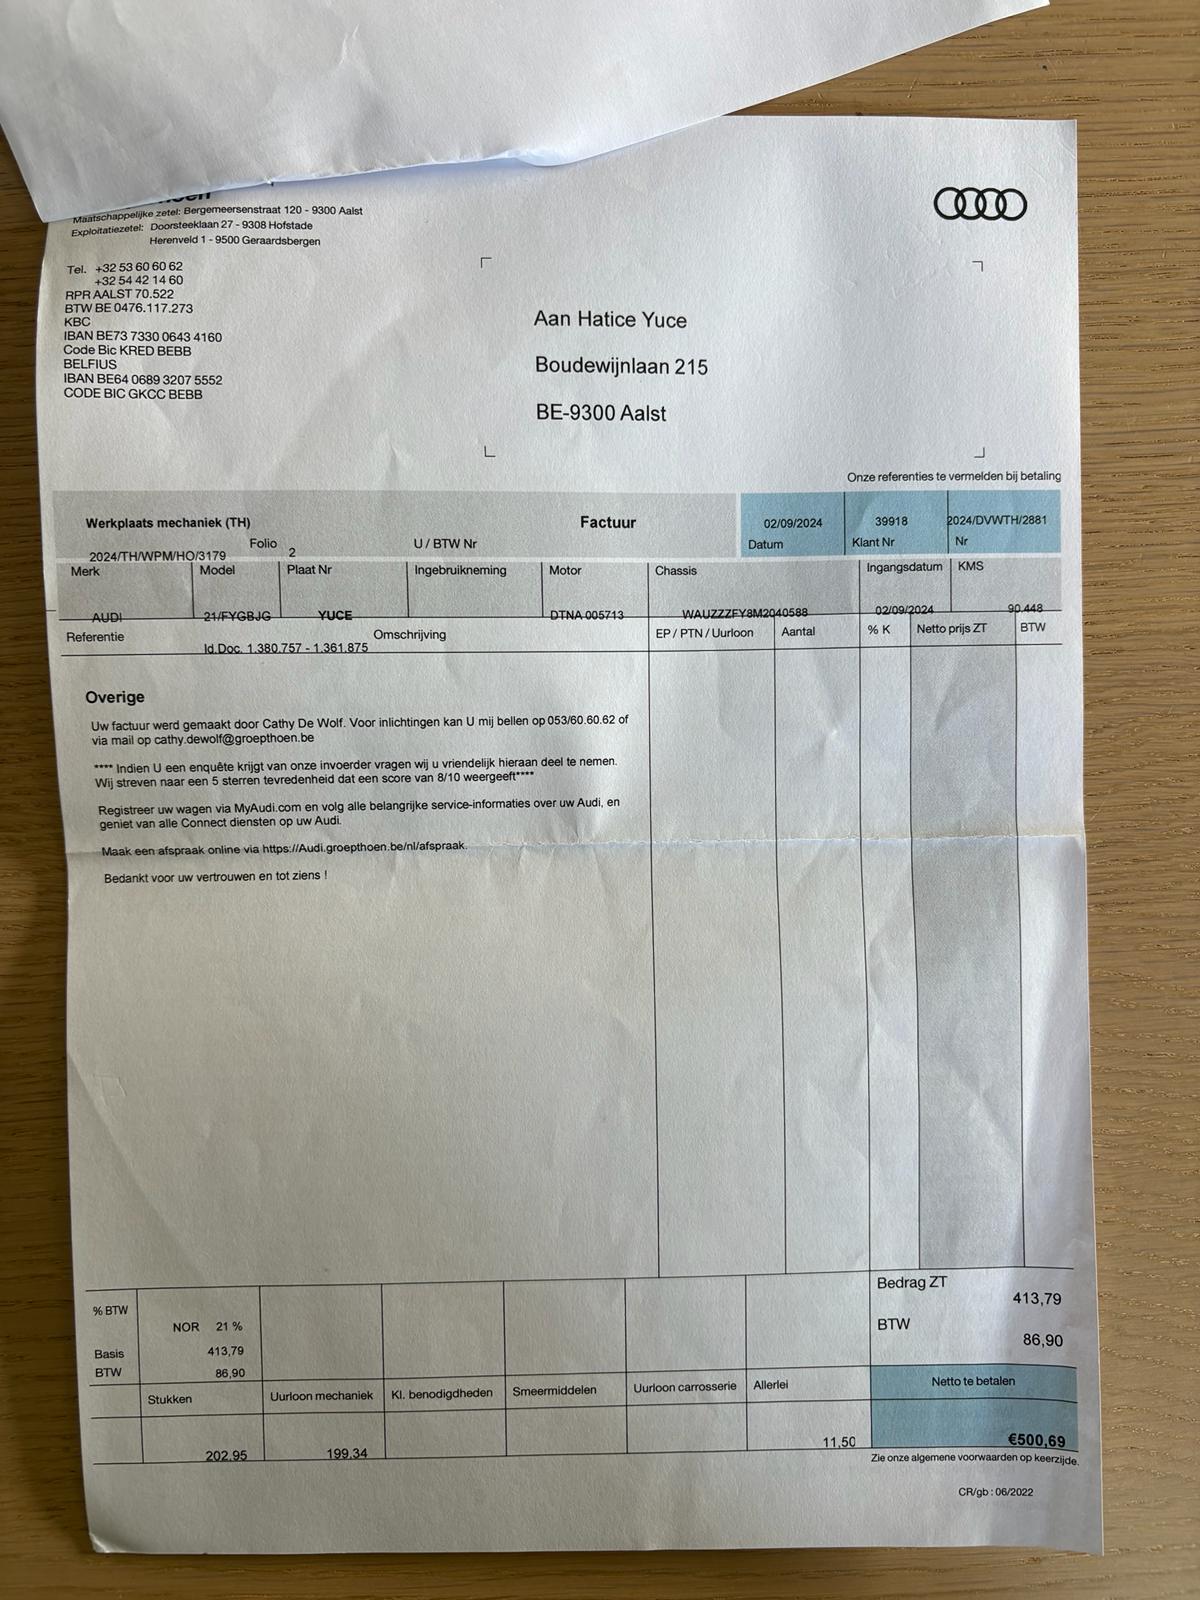 Maatschappelijke zetel: Bergemeersenstraat 120 - 9300 Aalst
Exploitatiezetel: Doorsteeklaan 27 - 9308 Hofstade
Herenveld 1 - 9500 Geraardsbergen
Tel. +32 53 60 60 62
+32 54 42 14 60
RPR AALST 70.522
BTW BE 0476.117.273
KBC
IBAN BE73 7330 0643 4160
Code Bic KRED BEBB
BELFIUS
IBAN BE64 0689 3207 5552
CODE BIC GKCC BEBB
Aan Hatice Yuce
Boudewijnlaan 215
BE-9300 Aalst
Onze referenties te vermelden bij betaling
Werkplaats mechaniek (TH) Factuur 02/09/2024 39918 2024/DVWTH/2881
2024/TH/WPM/HO/3179 Folio 2 U / BTW Nr Datum Klant Nr Nr
Merk Model Plaat Nr Ingebruikneming Motor Chassis Ingangsdatum KMS
AUDI 21/FYGBJG YUCE DTNA 005713 WAUZZZFY8M2040588 02/09/2024 90.448
Referentie Omschrijving EP / PTN / Uurloon Aantal % K Netto prijs ZT BTW
Id.Doc. 1.380.757 - 1.361.875
Overige
Uw factuur werd gemaakt door Cathy De Wolf. Voor inlichtingen kan U mij bellen op 053/60.60.62 of
via mail op cathy.dewolf@groepthoen.be
**** Indien U een enquête krijgt van onze invoerder vragen wij u vriendelijk hieraan deel te nemen.
Wij streven naar een 5 sterren tevredenheid dat een score van 8/10 weergeeft****
Registreer uw wagen via MyAudi.com en volg alle belangrijke service-informaties over uw Audi, en
geniet van alle Connect diensten op uw Audi.
Maak een afspraak online via https://Audi.groepthoen.be/nl/afspraak.
Bedankt voor uw vertrouwen en tot ziens !
Bedrag ZT
413,79
BTW
86,90
% BTW
NOR 21 %
Basis 413,79
BTW 86,90
Stukken Uurloon mechaniek Kl. benodigdheden Smeermiddelen Uurloon carrosserie Allerlei Netto te betalen
202.95 199.34 11,50 €500,69
Zie onze algemene voorwaarden op keerzijde.
CR/gb : 06/2022